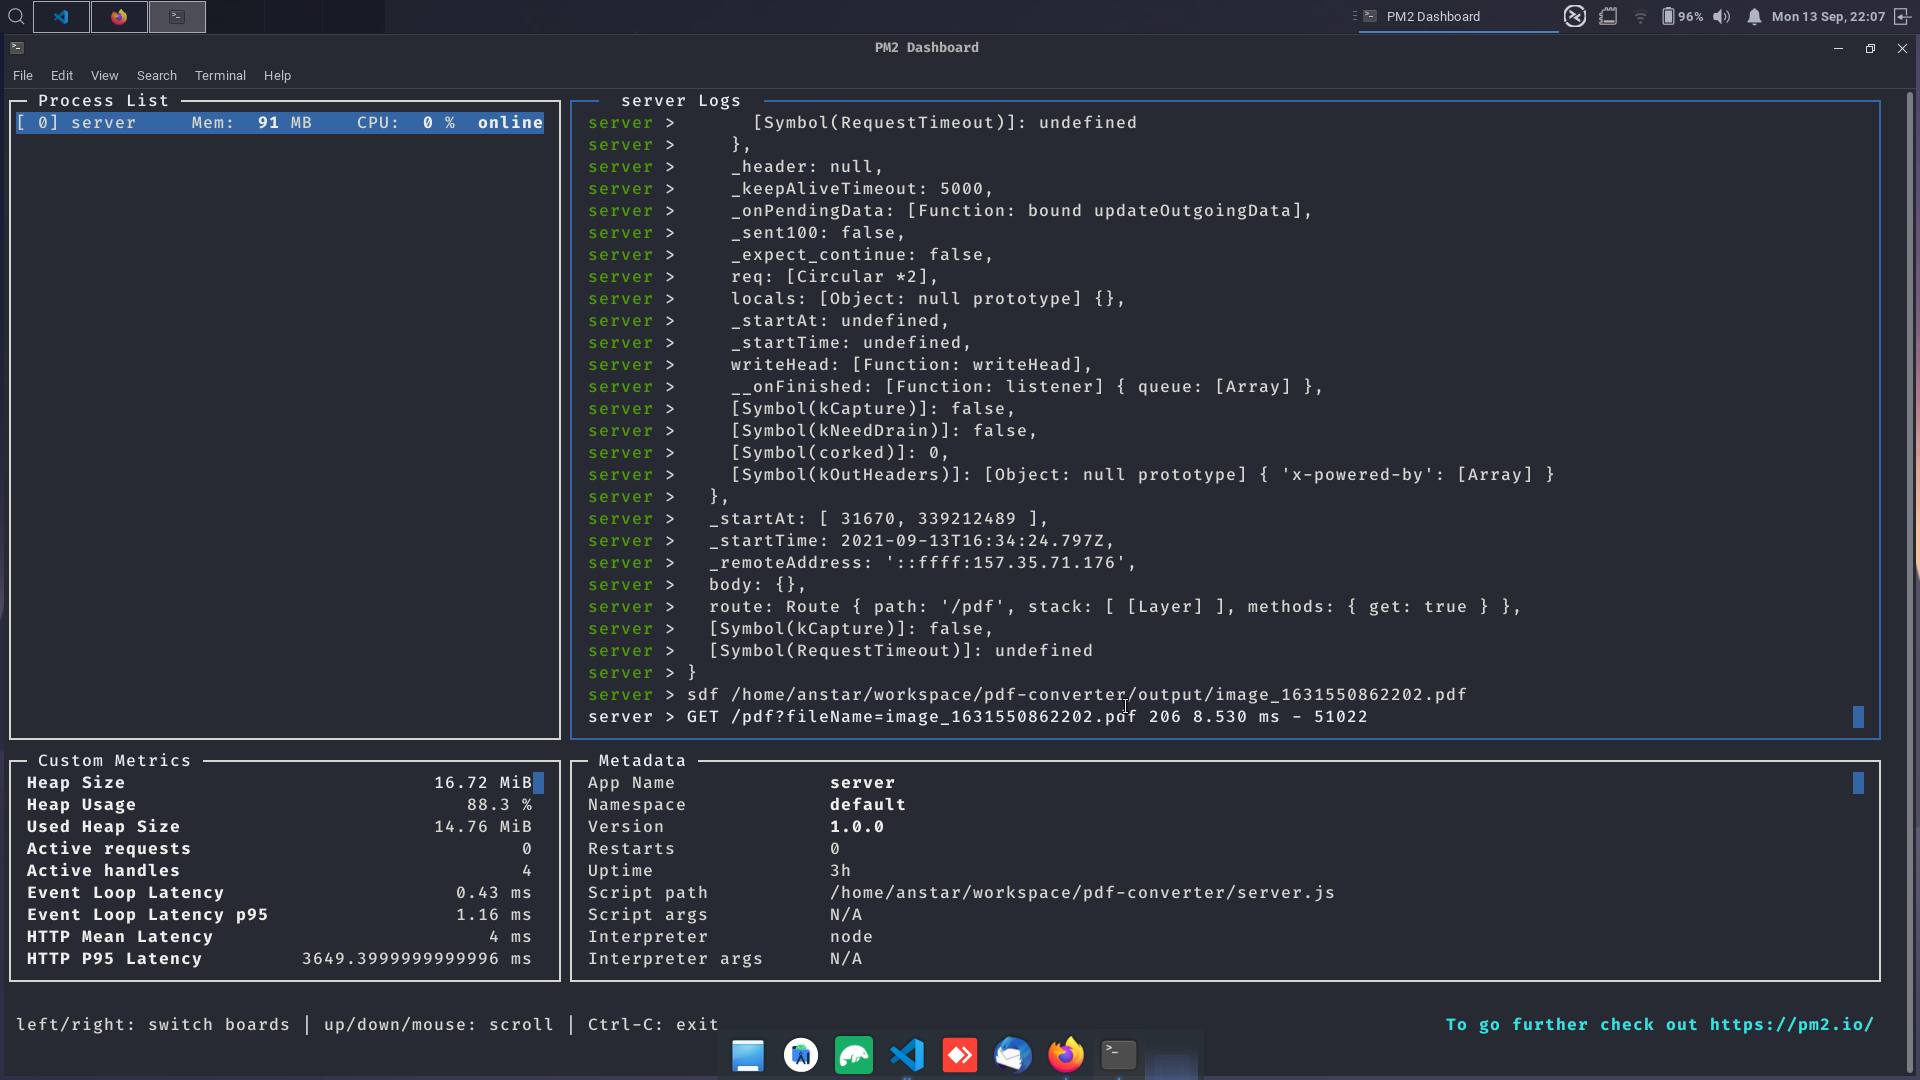 PM2 Dashboard
96%
Mon 13 Sep, 22:07
PM2 Dashboard
File Edit View Search Terminal Help
Process List
[ 0] server Mem: 91 MB CPU: 0 % online
server Logs
server > [Symbol(RequestTimeout)]: undefined
server > },
server > _header: null,
server > _keepAliveTimeout: 5000,
server > _onPendingData: [Function: bound updateOutgoingData],
server > _sent100: false,
server > _expect_continue: false,
server > req: [Circular *2],
server > locals: [Object: null prototype] {},
server > _startAt: undefined,
server > _startTime: undefined,
server > writeHead: [Function: writeHead],
server > __onFinished: [Function: listener] { queue: [Array] },
server > [Symbol(kCapture)]: false,
server > [Symbol(kNeedDrain)]: false,
server > [Symbol(corked)]: 0,
server > [Symbol(kOutHeaders)]: [Object: null prototype] { 'x-powered-by': [Array] }
server > },
server > _startAt: [ 31670, 339212489 ],
server > _startTime: 2021-09-13T16:34:24.797Z,
server > _remoteAddress: '::ffff:157.35.71.176',
server > body: {},
server > route: Route { path: '/pdf', stack: [ [Layer] ], methods: { get: true } },
server > [Symbol(kCapture)]: false,
server > [Symbol(RequestTimeout)]: undefined
server > }
server > sdf /home/anstar/workspace/pdf-converter/output/image_1631550862202.pdf
server > GET /pdf?fileName=image_1631550862202.pdf 206 8.530 ms - 51022
Custom Metrics
Heap Size 16.72 MiB
Heap Usage 88.3 %
Used Heap Size 14.76 MiB
Active requests 0
Active handles 4
Event Loop Latency 0.43 ms
Event Loop Latency p95 1.16 ms
HTTP Mean Latency 4 ms
HTTP P95 Latency 3649.3999999999996 ms
Metadata
App Name server
Namespace default
Version 1.0.0
Restarts 0
Uptime 3h
Script path /home/anstar/workspace/pdf-converter/server.js
Script args N/A
Interpreter node
Interpreter args N/A
left/right: switch boards | up/down/mouse: scroll | Ctrl-C: exit
To go further check out https://pm2.io/